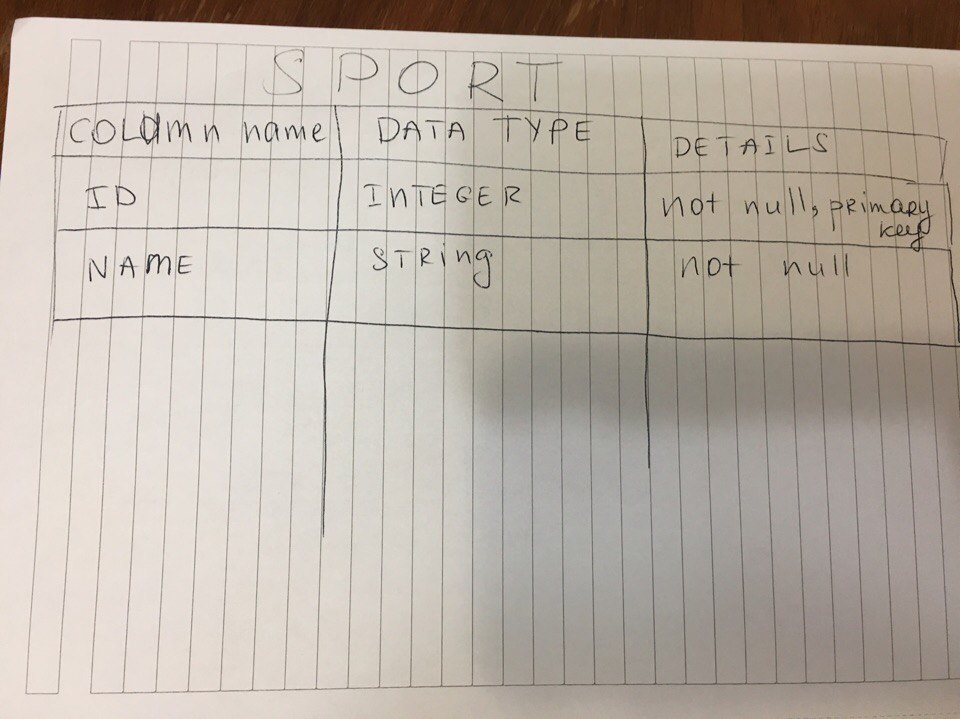 SPORT
COLUmn name DATA TYPE DETAILS
ID INTEGER not null, primary
key
NAME STRing not null